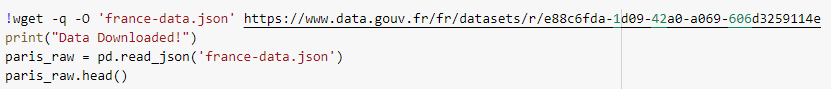 !wget -q -O 'france-data.json' https://www.data.gouv.fr/fr/datasets/r/e88c6fda-1d09-42a0-a069-606d3259114e
print("Data Downloaded!")
paris_raw = pd.read_json('france-data.json')
paris_raw.head()